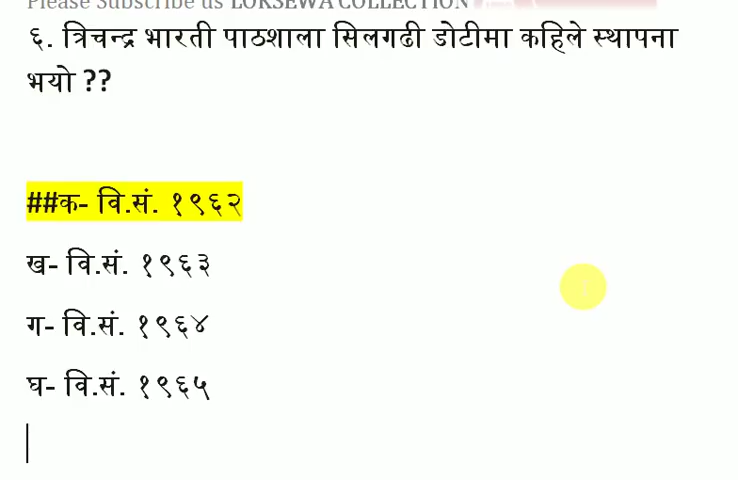 Please Subscribe us LOKSEWA COLLECTION
६. त्रिचन्द्र भारती पाठशाला सिलगढी डोटीमा कहिले स्थापना
भयो ??
##क- वि.सं. १९६२
ख- वि.सं. १९६३
ग- वि.सं. १९६४
घ- वि.सं. १९६५